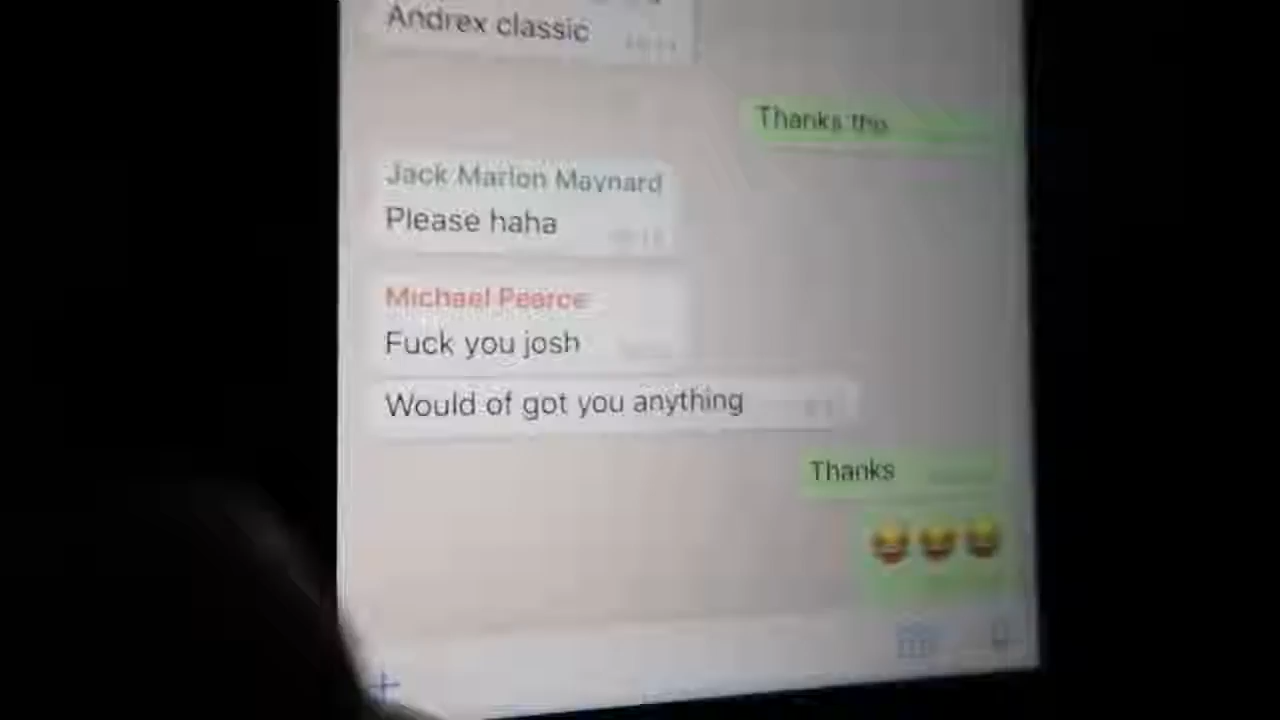 Andrex classic
Thanks tho
Jack Marlon Maynard
Please haha
Michael Pearce
Fuck you josh
Would of got you anything
Thanks